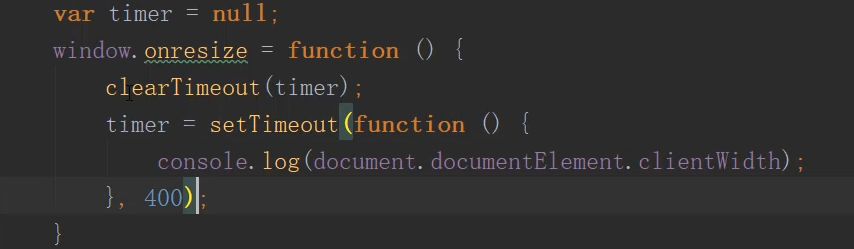 var timer = null;
window.onresize = function () {
clearTimeout(timer);
timer = setTimeout(function () {
console.log(document.documentElement.clientWidth);
}, 400);
}